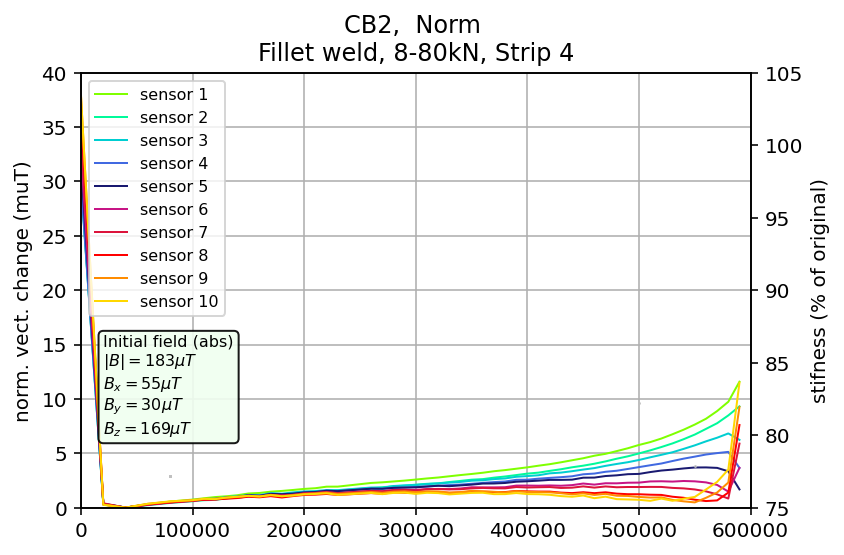 CB2,  Norm
Fillet weld, 8-80kN, Strip 4
norm. vect. change (muT)
40
35
30
25
20
15
10
5
0
sensor 1
sensor 2
sensor 3
sensor 4
sensor 5
sensor 6
sensor 7
sensor 8
sensor 9
sensor 10
Initial field (abs)
|B| = 183μT
Bₓ = 55μT
B_y = 30μT
B_z = 169μT
105
100
95
90
85
80
75
stifness (% of original)
0
100000
200000
300000
400000
500000
600000